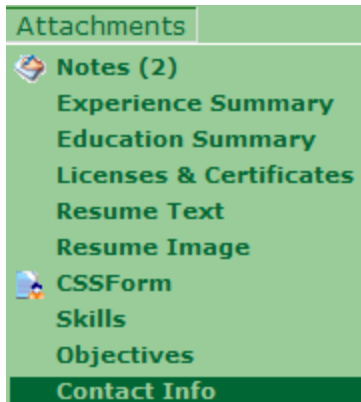 Attachments
Notes (2)
Experience Summary
Education Summary
Licenses & Certificates
Resume Text
Resume Image
CSSForm
Skills
Objectives
Contact Info